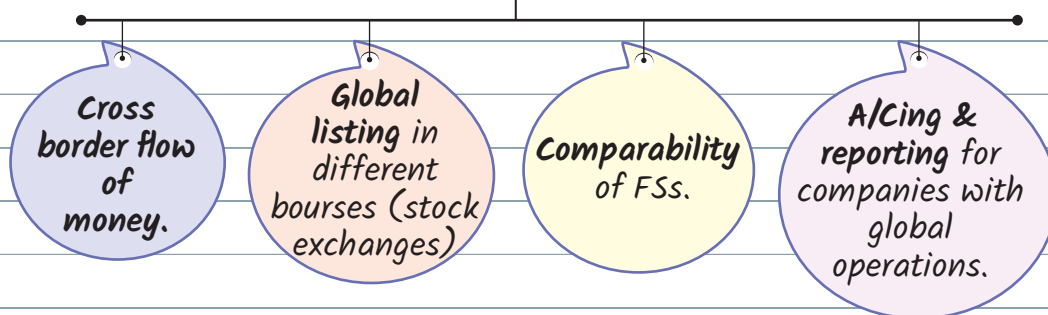 Cross
border flow
of
money.
Global
listing in
different
bourses (stock
exchanges)
Comparability
of FSs.
A/Cing &
reporting for
companies with
global
operations.